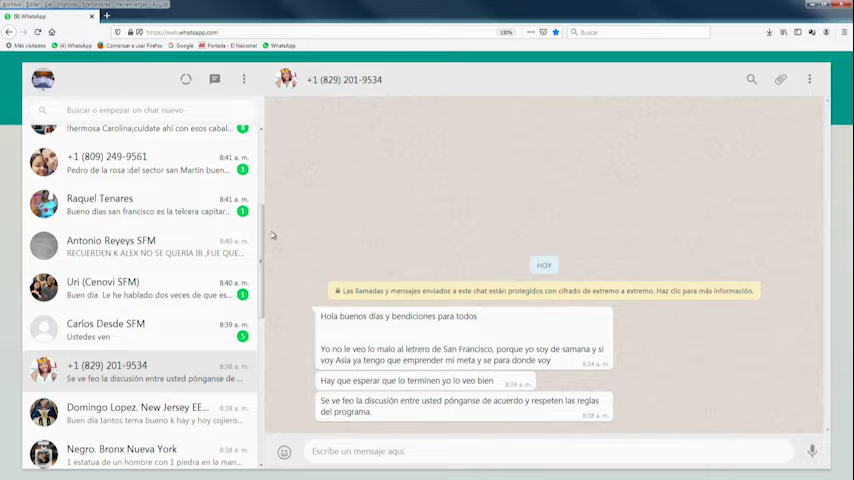 Archivo Editar Ver Historial Marcadores Herramientas Ayuda
(8) WhatsApp
https://web.whatsapp.com
130%
Buscar
Más visitados
(4) WhatsApp
Comenzar a usar Firefox
Google
Portada - El Nacional
WhatsApp
+1 (829) 201-9534
Buscar o empezar un chat nuevo
!hermosa Carolina¡cuídate ahí con esos cabal...
8
+1 (809) 249-9561
8:41 a. m.
Pedro de la rosa :del sector san Martín buen...
1
Raquel Tenares
8:41 a. m.
Bueno dias san francisco es la telcera capitar...
1
Antonio Reyeys SFM
8:40 a. m.
RECUERDEN K ALEX NO SE QUERIA IR ,FUE QUE...
Uri (Cenovi SFM)
8:40 a. m.
Buen día Le he hablado dos veces de que es...
1
Carlos Desde SFM
8:39 a. m.
Ustedes ven
5
+1 (829) 201-9534
8:38 a. m.
Se ve feo la discusión entre usted pónganse de ...
Domingo Lopez. New Jersey EE...
8:38 a. m.
Buen día tantos tema bueno k hay y hoy cojiero...
Negro. Bronx Nueva York
8:38 a. m.
1 estatua de un hombre con 1 piedra en la man...
HOY
Las llamadas y mensajes enviados a este chat están protegidos con cifrado de extremo a extremo. Haz clic para más información.
Hola buenos días y bendiciones para todos
Yo no le veo lo malo al letrero de San Francisco, porque yo soy de samana y si
voy Asia ya tengo que emprender mi meta y se para donde voy
8:34 a. m.
Hay que esperar que lo terminen yo lo veo bien
8:34 a. m.
Se ve feo la discusión entre usted pónganse de acuerdo y respeten las reglas
del programa.
8:38 a. m.
Escribe un mensaje aquí